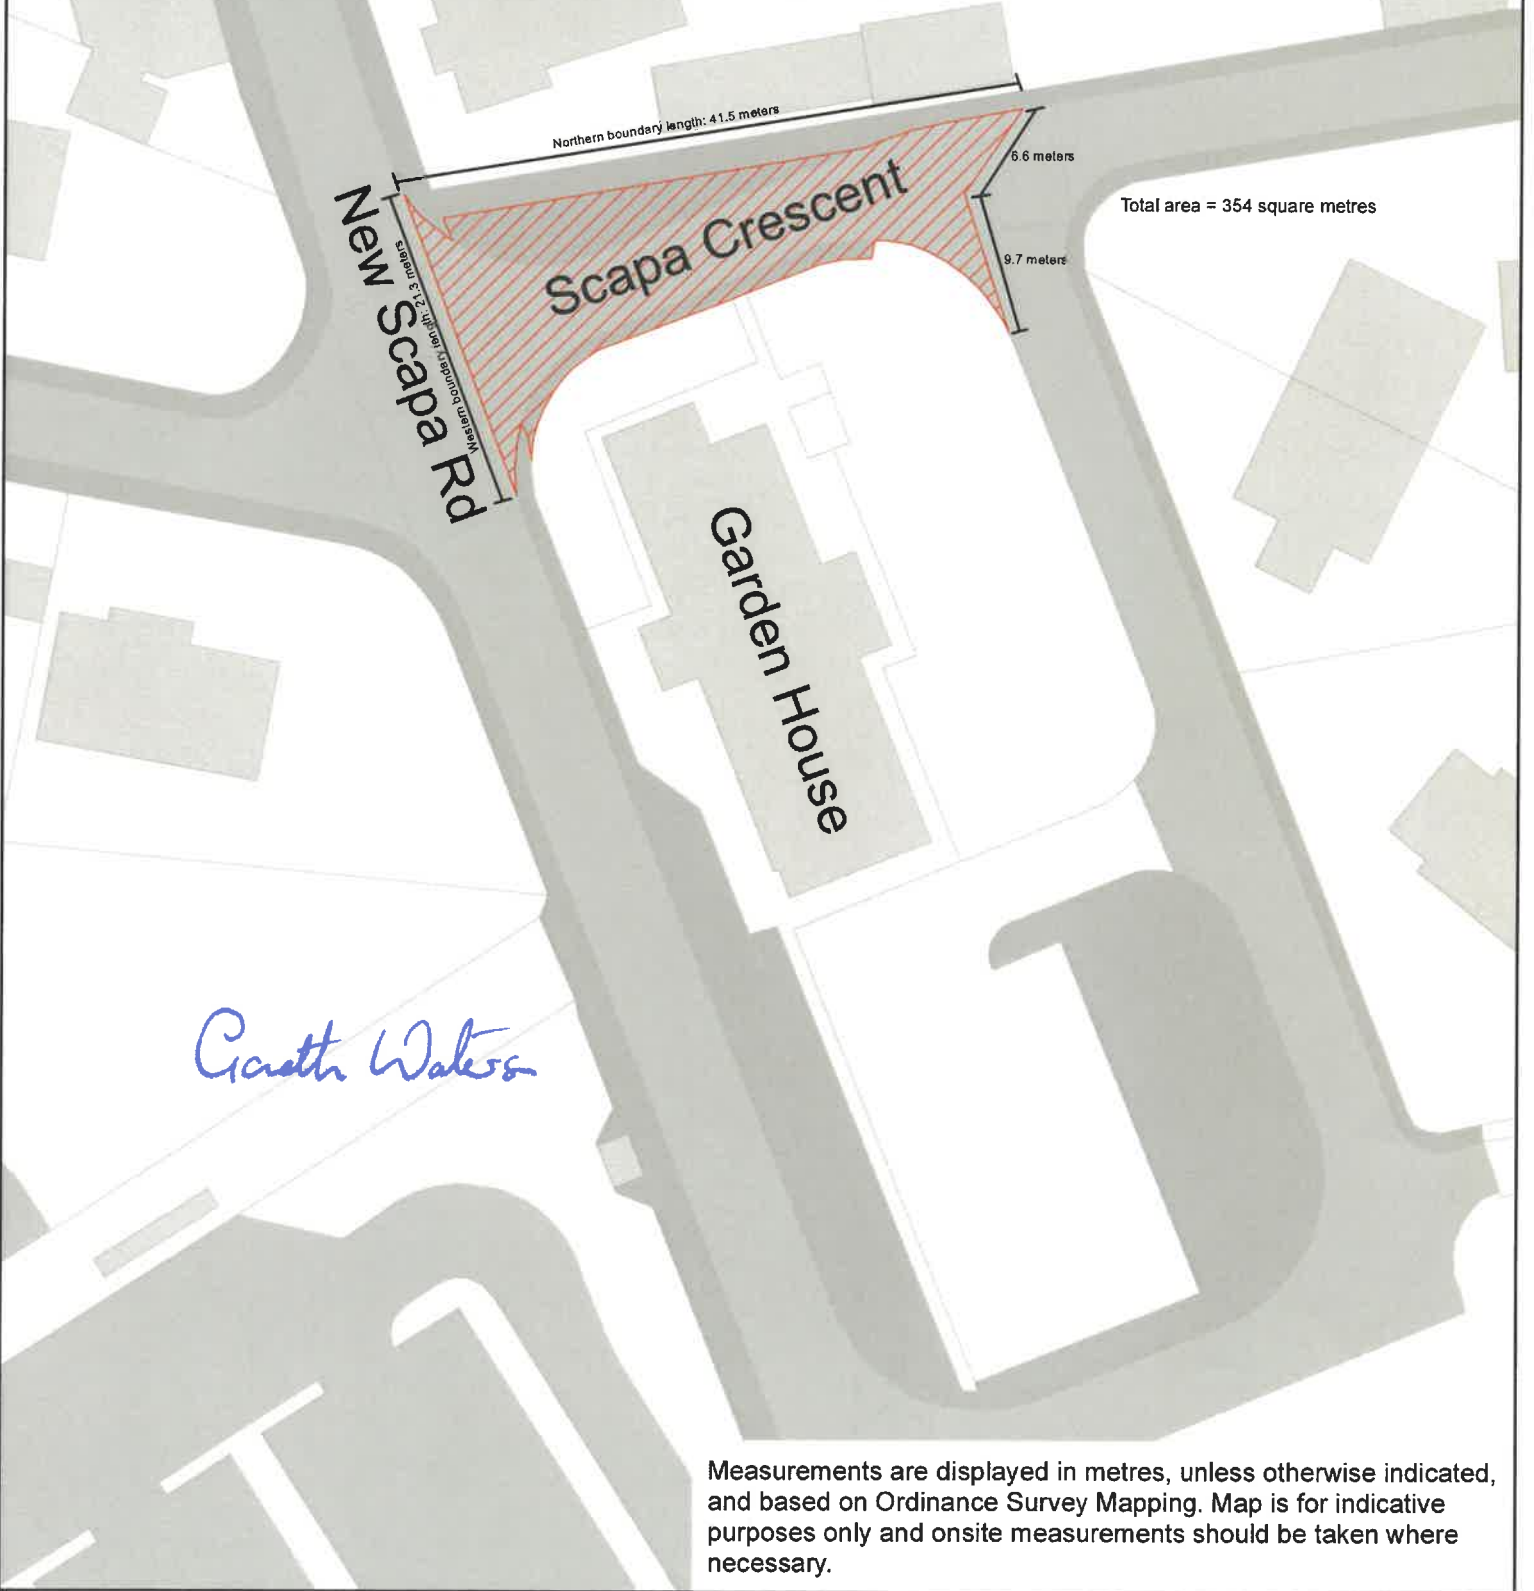 Northern boundary length: 41.5 meters
6.6 meters
Total area = 354 square metres
Scapa Crescent
New Scapa Rd
Western boundary length: 21.3 meters
9.7 meters
Garden House
Gareth Waters
Measurements are displayed in metres, unless otherwise indicated,
and based on Ordinance Survey Mapping. Map is for indicative
purposes only and onsite measurements should be taken where
necessary.